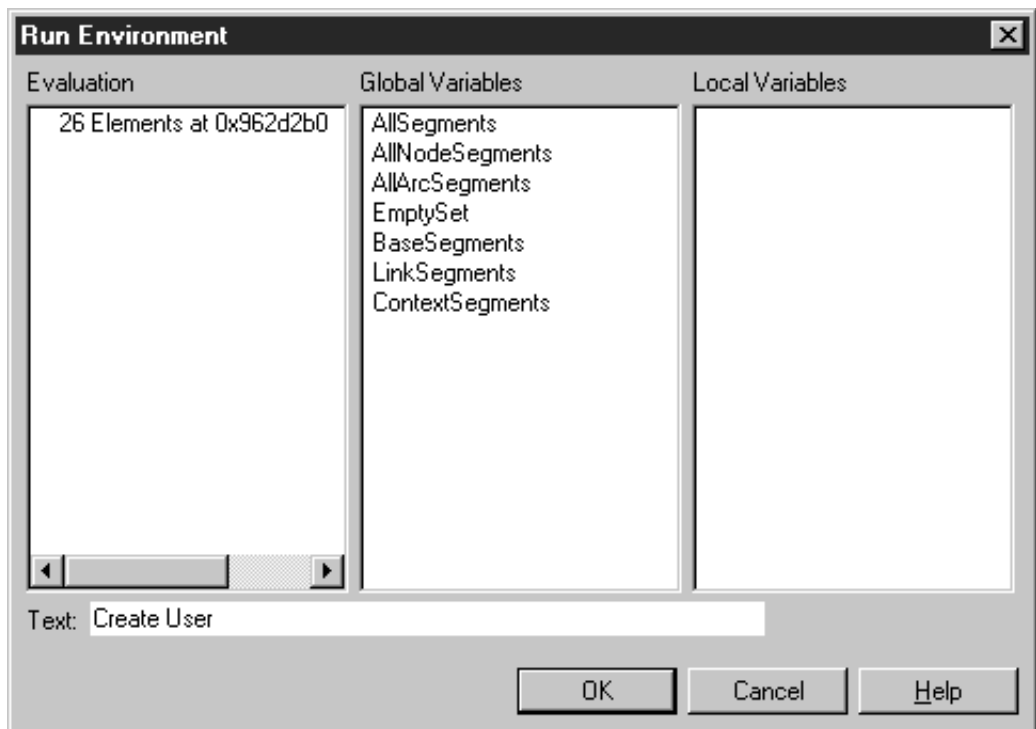 Run Environment
Evaluation
Global Variables
Local Variables
26 Elements at 0x962d2b0
AllSegments
AllNodeSegments
AllArcSegments
EmptySet
BaseSegments
LinkSegments
ContextSegments
Text: Create User
OK
Cancel
Help